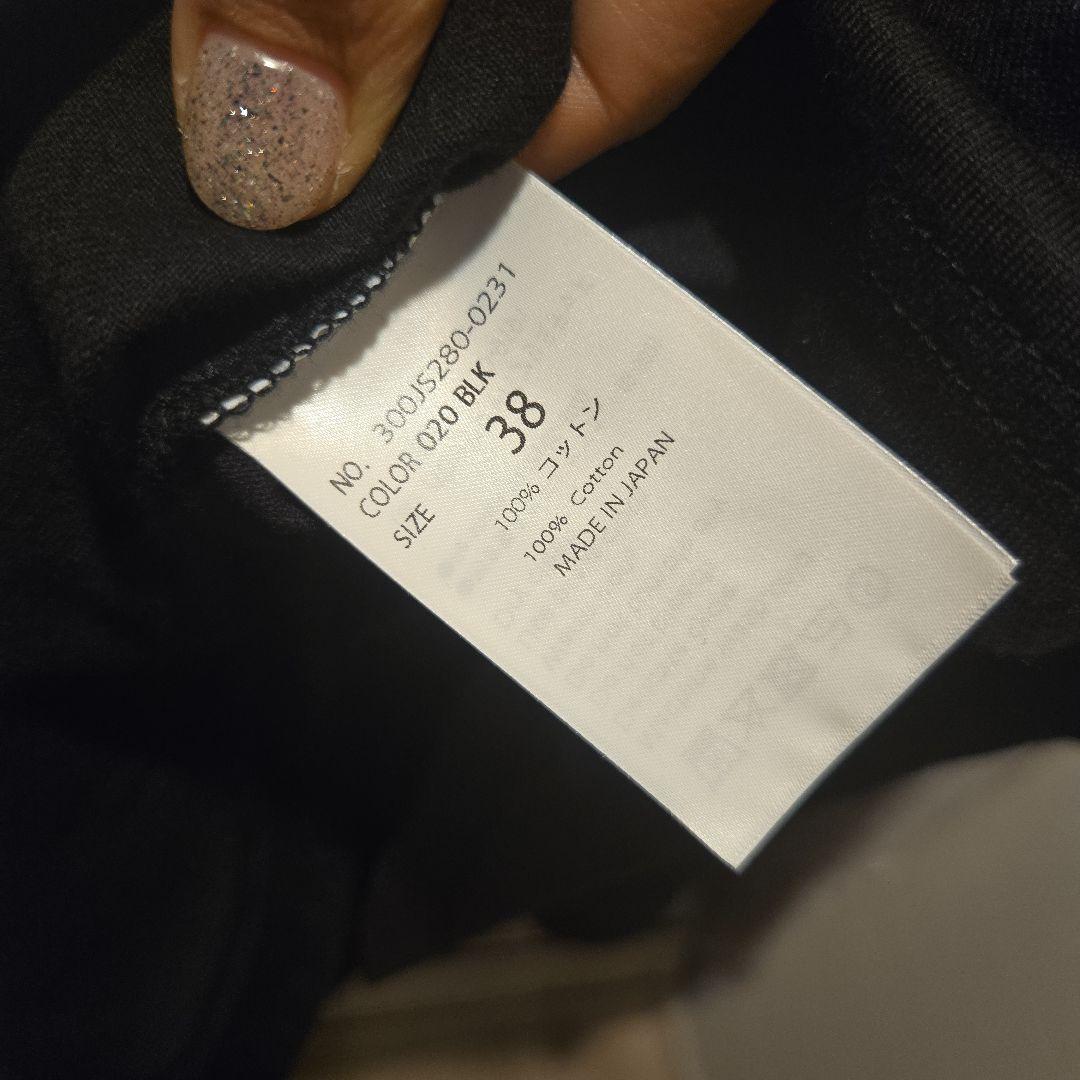 NO. 300JS280-0231
COLOR 020 BLK
SIZE 38
100% コットン
100% Cotton
MADE IN JAPAN